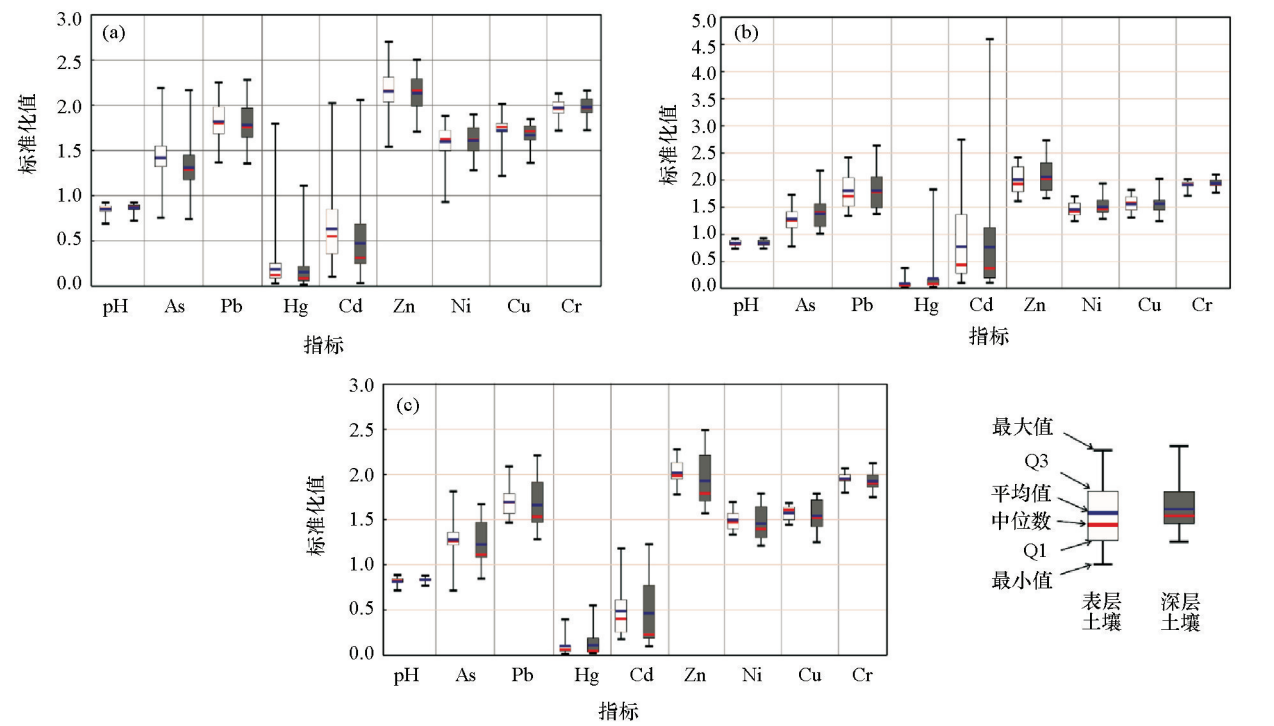 (a)
3.0
2.5
2.0
1.5
1.0
0.5
0.0
标准化值
pH As Pb Hg Cd Zn Ni Cu Cr
指标
(b)
5.0
4.5
4.0
3.5
3.0
2.5
2.0
1.5
1.0
0.5
0.0
标准化值
pH As Pb Hg Cd Zn Ni Cu Cr
指标
(c)
3.0
2.5
2.0
1.5
1.0
0.5
0.0
标准化值
pH As Pb Hg Cd Zn Ni Cu Cr
指标
最大值
Q3
平均值
中位数
Q1
最小值
表层
土壤
深层
土壤